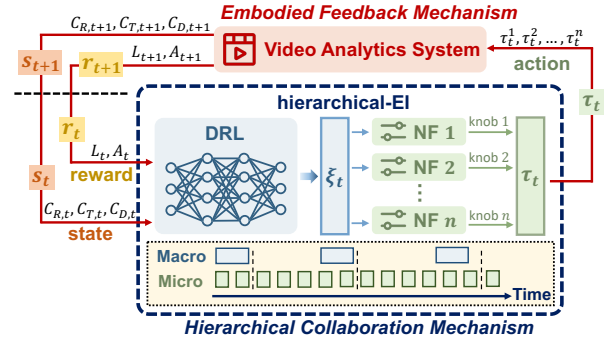 Embodied Feedback Mechanism
C_{R,t+1}, C_{T,t+1}, C_{D,t+1}
τ_t^1, τ_t^2, ..., τ_t^n
Video Analytics System
L_{t+1}, A_{t+1}
s_{t+1}
r_{t+1}
action
τ_t
hierarchical-EI
DRL
r_t
L_t, A_t
reward
s_t
C_{R,t}, C_{T,t}, C_{D,t}
state
ξ_t
NF 1
knob 1
NF 2
knob 2
⋮
NF n
knob n
τ_t
Macro
Micro
Time
Hierarchical Collaboration Mechanism